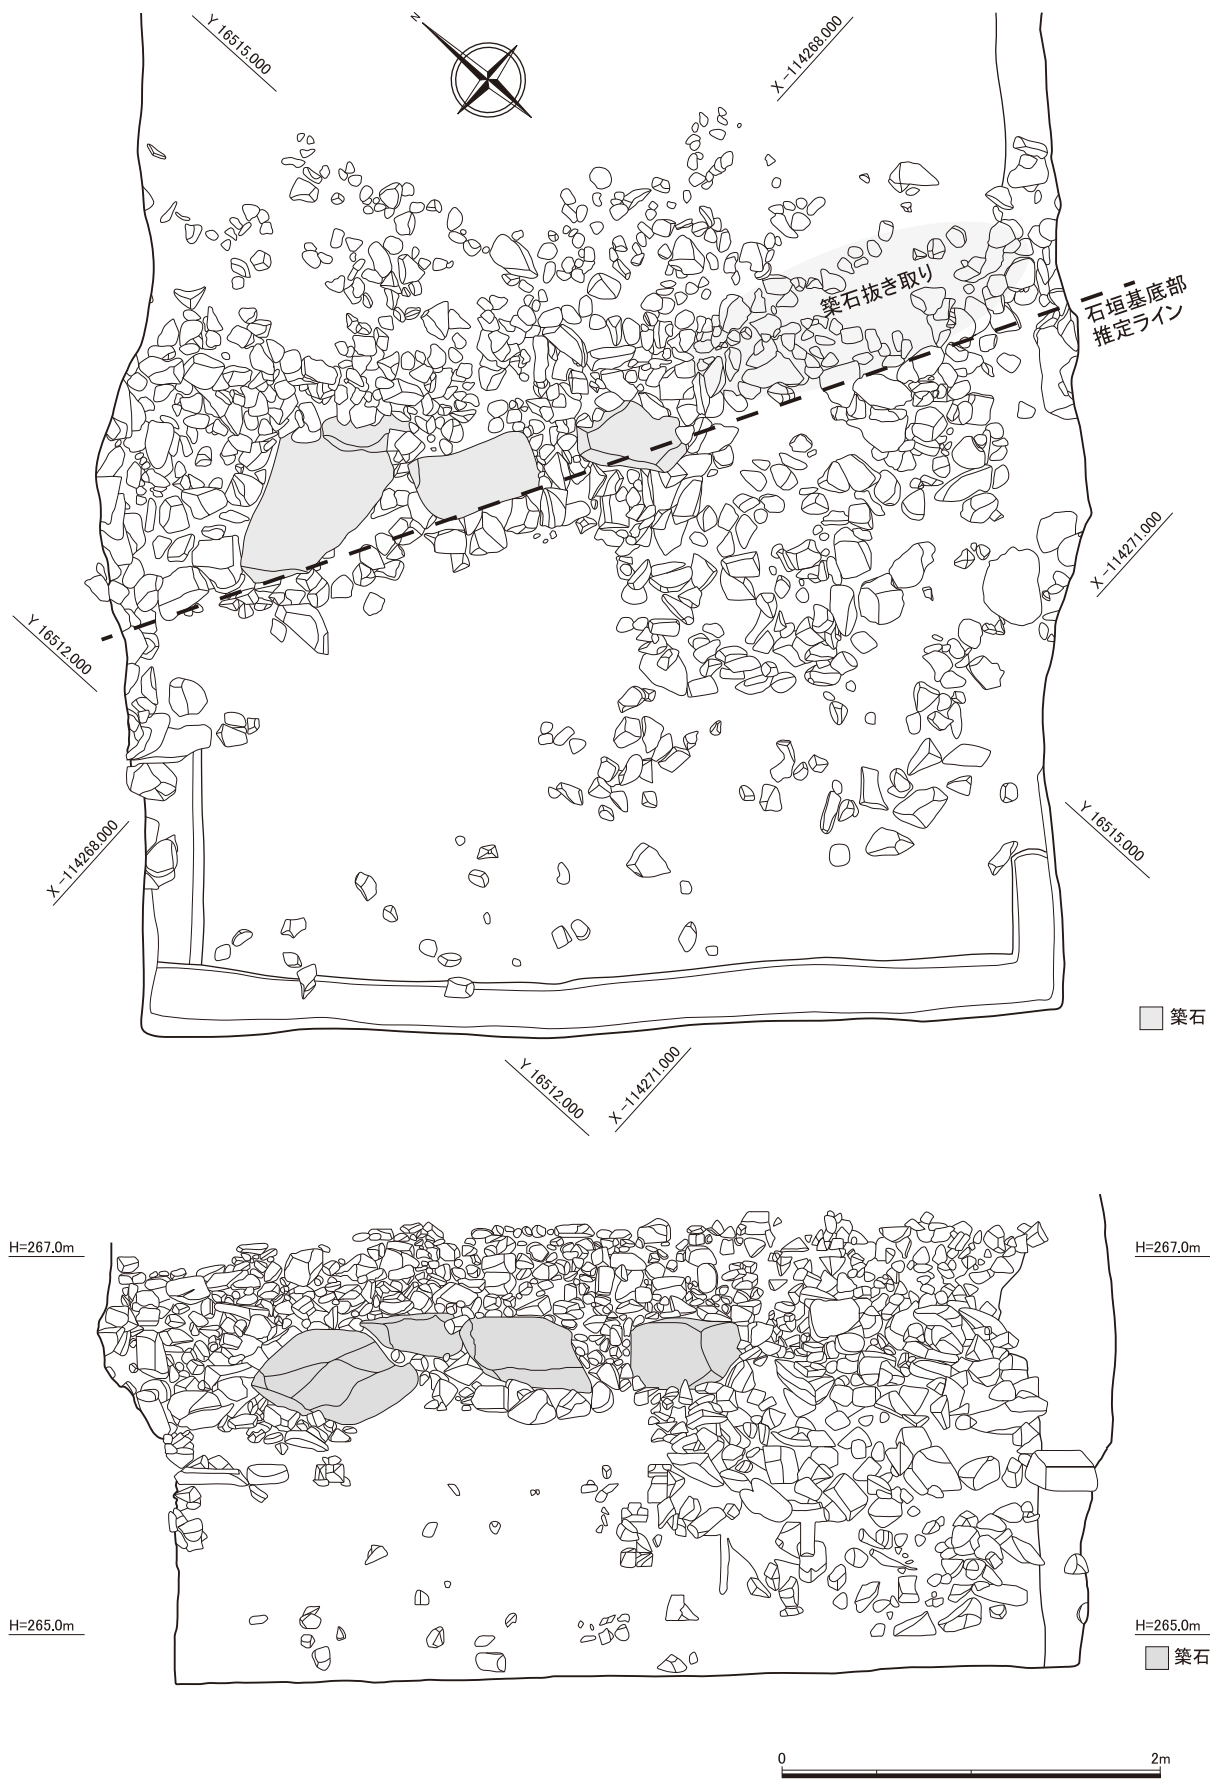 Y 16515.000
N
X -114268.000
築石抜き取り
石垣基底部
推定ライン
X -114271.000
Y 16512.000
X -114268.000
Y 16515.000
築石
Y 16512.000
X -114271.000
H=267.0m
H=267.0m
H=265.0m
H=265.0m
築石
0
2m